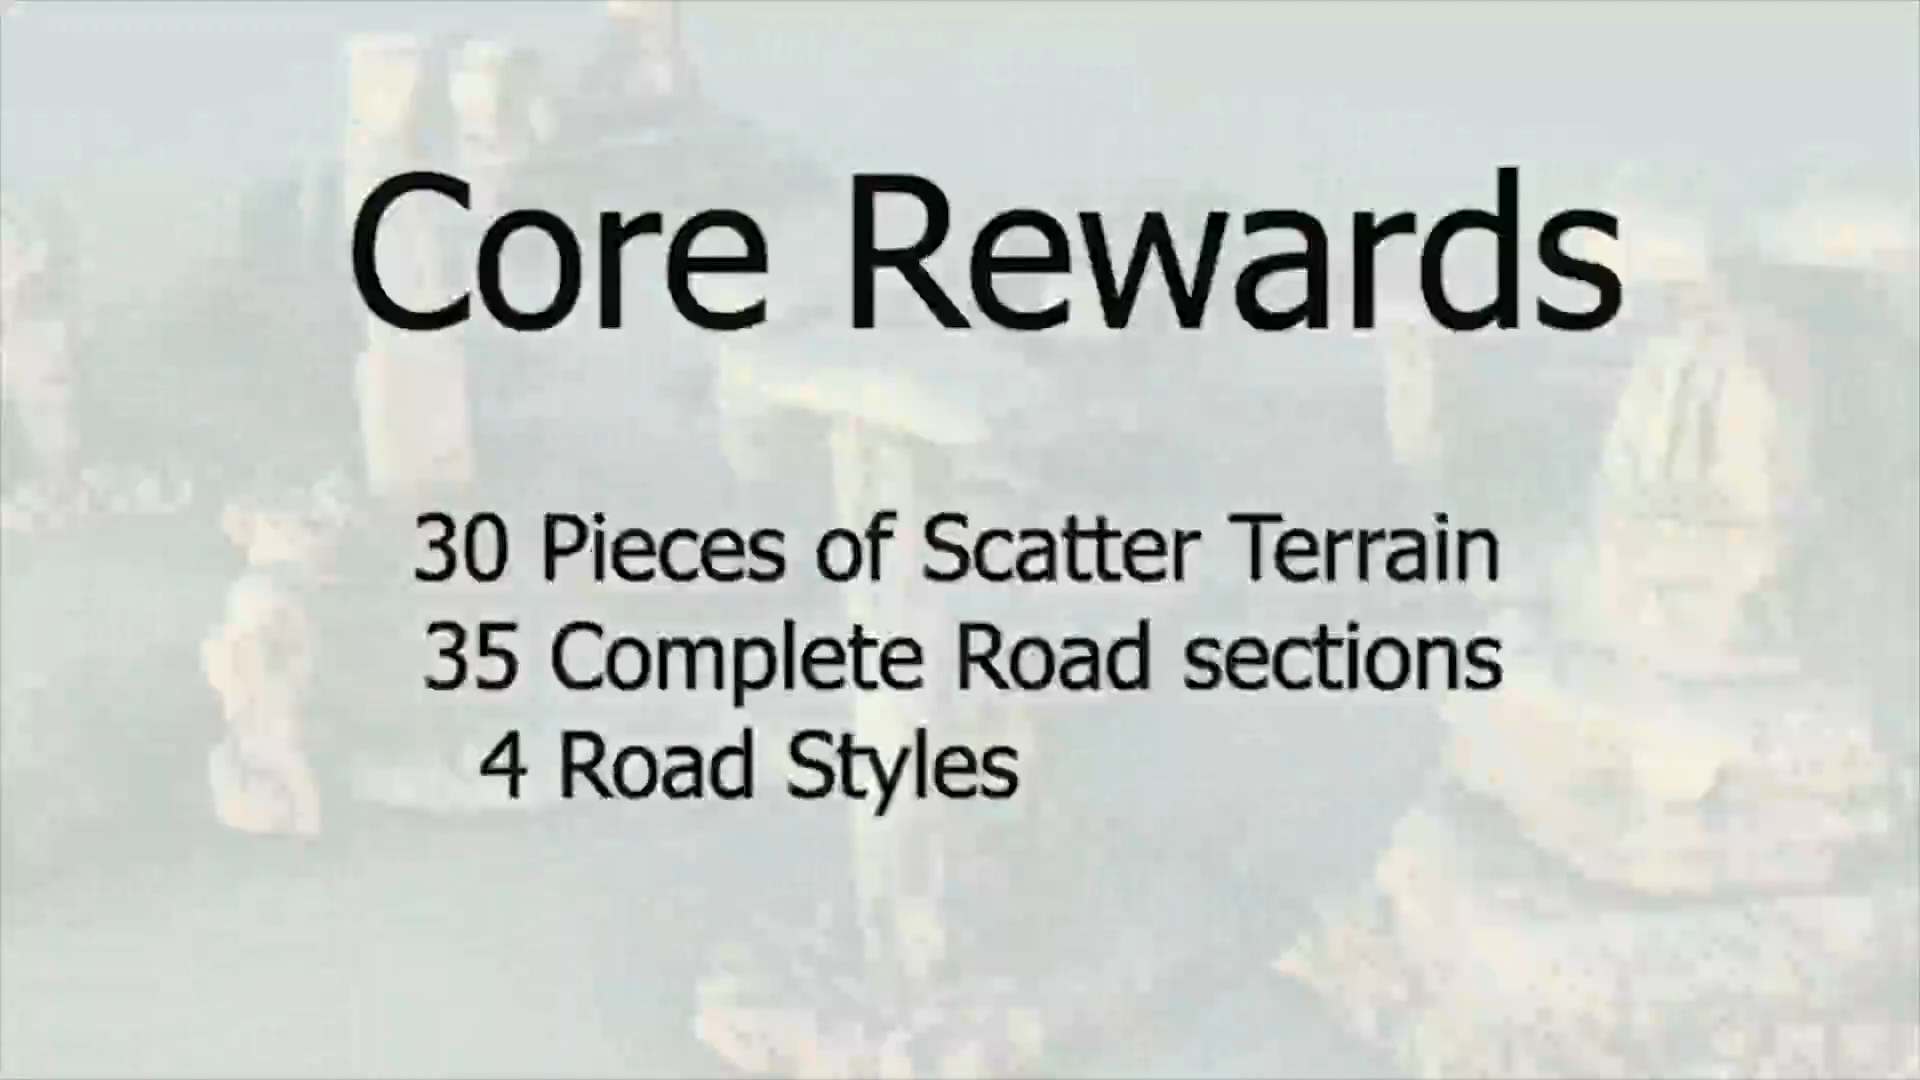 Core Rewards
30 Pieces of Scatter Terrain
35 Complete Road sections
4 Road Styles